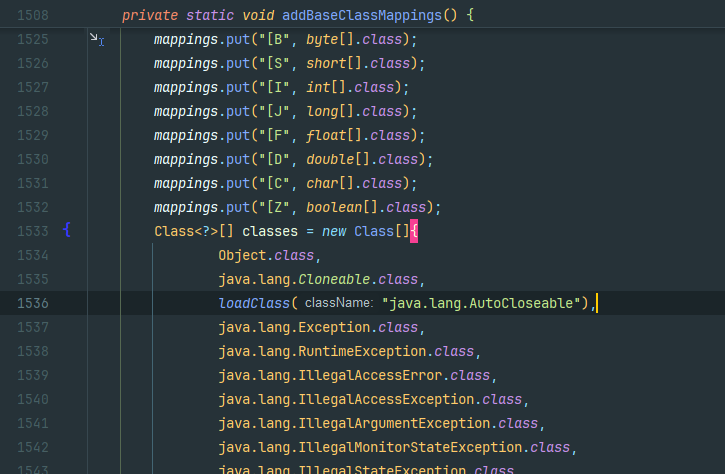 1508 private static void addBaseClassMappings() {
1525 mappings.put("[B", byte[].class);
1526 mappings.put("[S", short[].class);
1527 mappings.put("[I", int[].class);
1528 mappings.put("[J", long[].class);
1529 mappings.put("[F", float[].class);
1530 mappings.put("[D", double[].class);
1531 mappings.put("[C", char[].class);
1532 mappings.put("[Z", boolean[].class);
1533 { Class<?>[] classes = new Class[]{
1534 Object.class,
1535 java.lang.Cloneable.class,
1536 loadClass( className: "java.lang.AutoCloseable"),
1537 java.lang.Exception.class,
1538 java.lang.RuntimeException.class,
1539 java.lang.IllegalAccessError.class,
1540 java.lang.IllegalAccessException.class,
1541 java.lang.IllegalArgumentException.class,
1542 java.lang.IllegalMonitorStateException.class,
1543 java.lang.IllegalStateException.class